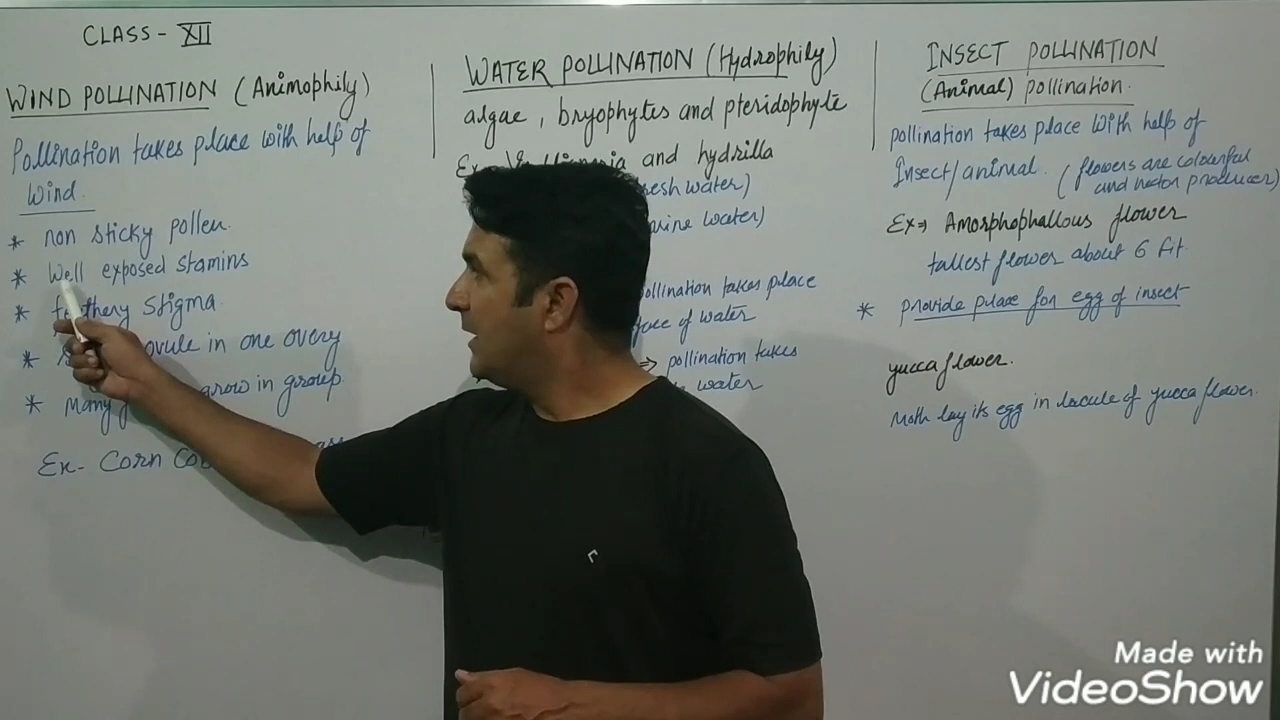 CLASS - XII
WIND POLLINATION (Animophily)
Pollination takes place with help of
Wind.
* non sticky pollen.
* Well exposed stamins
* feathery stigma
* ovule in one overy
* Many grow in group
Ex- Corn
WATER POLLINATION (Hydrophily)
algae, bryophytes and pteridophyte
Ex and hydrilla
water)
water)
pollination takes place
of water
⇒ pollination takes
water
INSECT POLLINATION
(Animal) pollination.
pollination takes place with help of
Insect/animal. (flowers are colourful
and nector producer)
Ex⇒ Amorphophallous flower
tallest flower about 6 fit.
* provide place for egg of insect
yucca flower.
Moth lay its egg in locule of yucca flower.
Made with
VideoShow